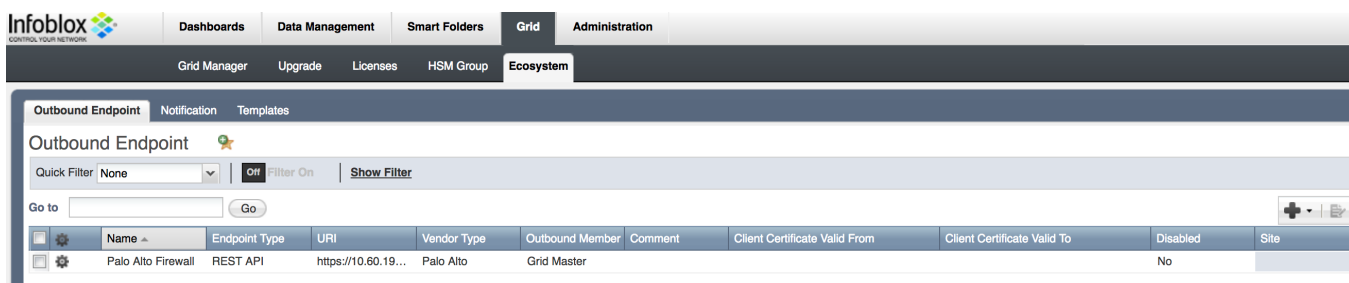 Infoblox
CONTROL YOUR NETWORK
Dashboards Data Management Smart Folders Grid Administration
Grid Manager Upgrade Licenses HSM Group Ecosystem
Outbound Endpoint Notification Templates
Outbound Endpoint
Quick Filter None Off Filter On Show Filter
Go to Go
Name Endpoint Type URI Vendor Type Outbound Member Comment Client Certificate Valid From Client Certificate Valid To Disabled Site
Palo Alto Firewall REST API https://10.60.19... Palo Alto Grid Master No